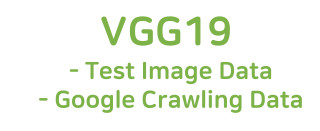 VGG19
- Test Image Data
- Google Crawling Data